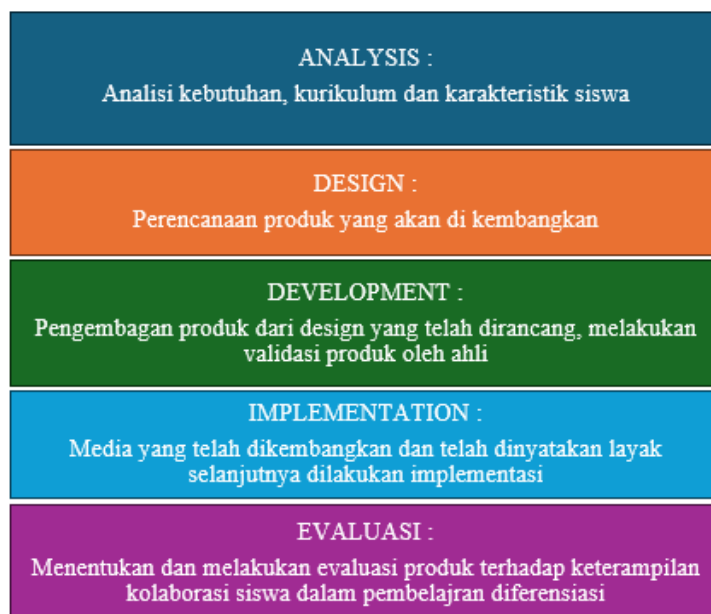 ANALYSIS :
Analisi kebutuhan, kurikulum dan karakteristik siswa
DESIGN :
Perencanaan produk yang akan di kembangkan
DEVELOPMENT :
Pengembagan produk dari design yang telah dirancang, melakukan
validasi produk oleh ahli
IMPLEMENTATION :
Media yang telah dikembangkan dan telah dinyatakan layak
selanjutnya dilakukan implementasi
EVALUASI :
Menentukan dan melakukan evaluasi produk terhadap keterampilan
kolaborasi siswa dalam pembelajran diferensiasi